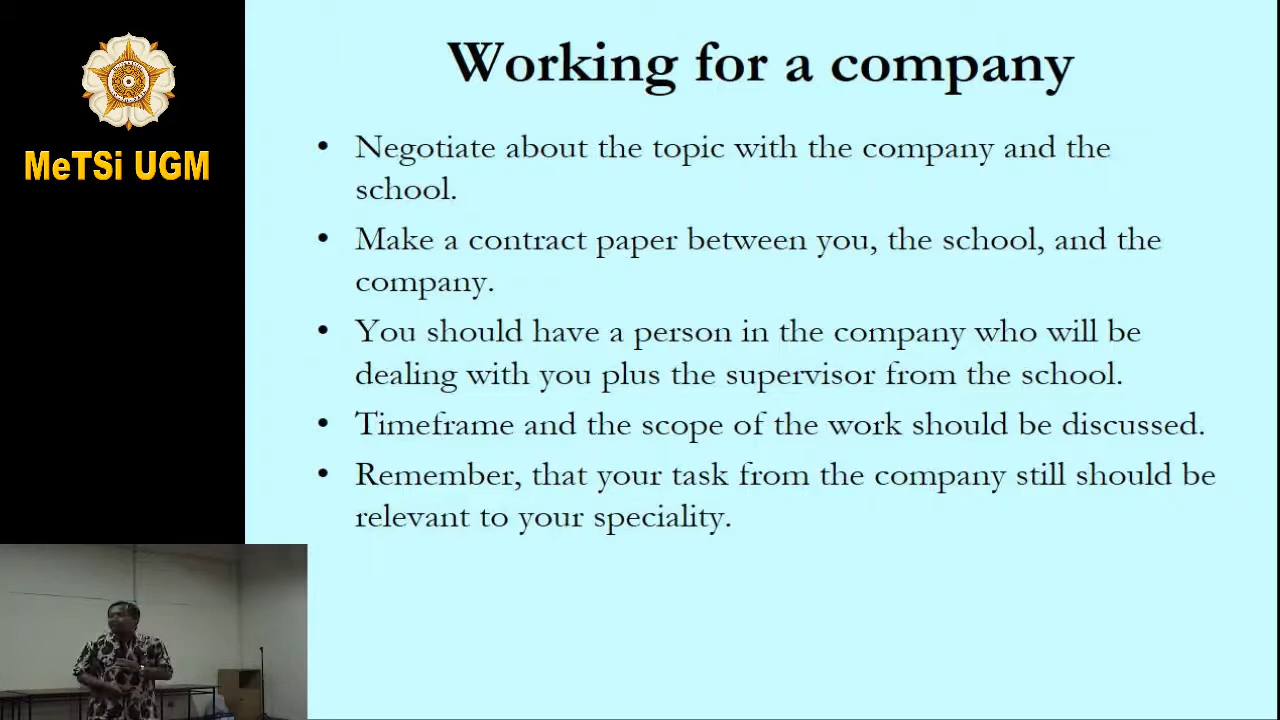 Working for a company
MeTSi UGM
• Negotiate about the topic with the company and the
school.
• Make a contract paper between you, the school, and the
company.
• You should have a person in the company who will be
dealing with you plus the supervisor from the school.
• Timeframe and the scope of the work should be discussed.
• Remember, that your task from the company still should be
relevant to your speciality.